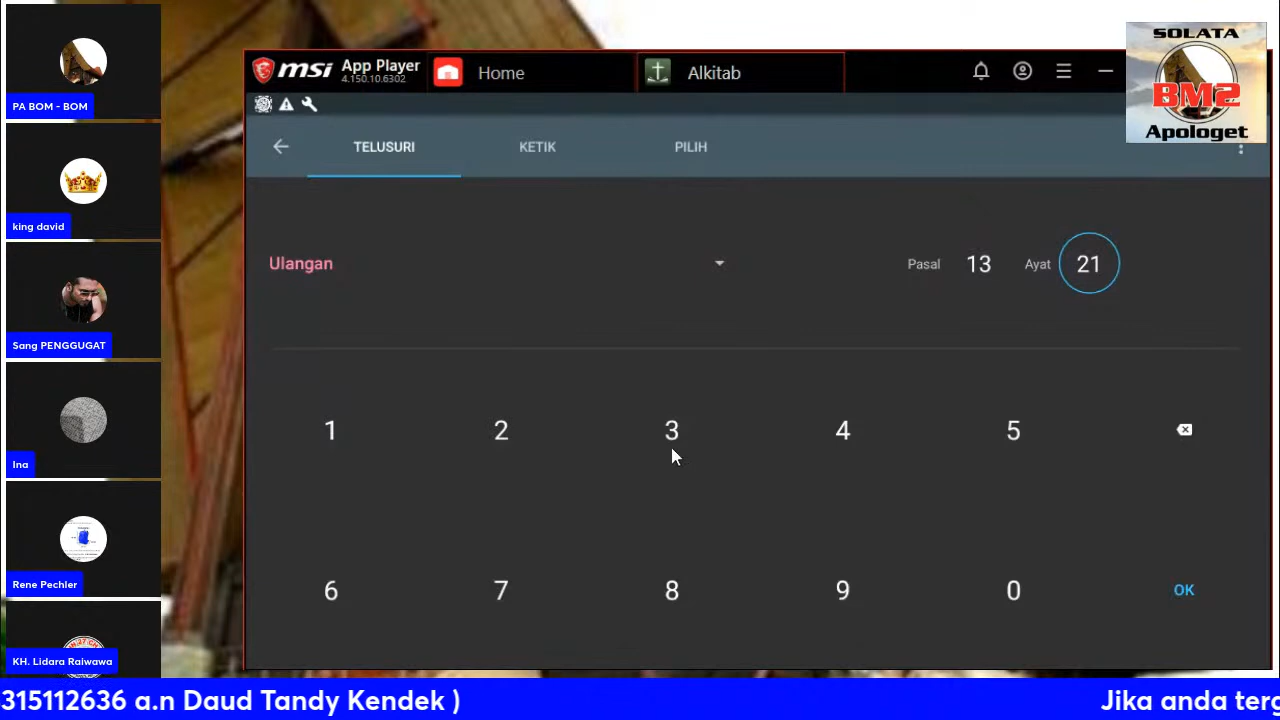 PA BOM - BOM
king david
Sang PENGGUGAT
Ina
Rene Pechler
KH. Lidara Raiwawa
msi App Player
4.150.10.6302
Home
Alkitab
SOLATA
BM2
Apologet
TELUSURI KETIK PILIH
Ulangan Pasal 13 Ayat 21
1 2 3 4 5
6 7 8 9 0 OK
315112636 a.n Daud Tandy Kendek ) Jika anda terg